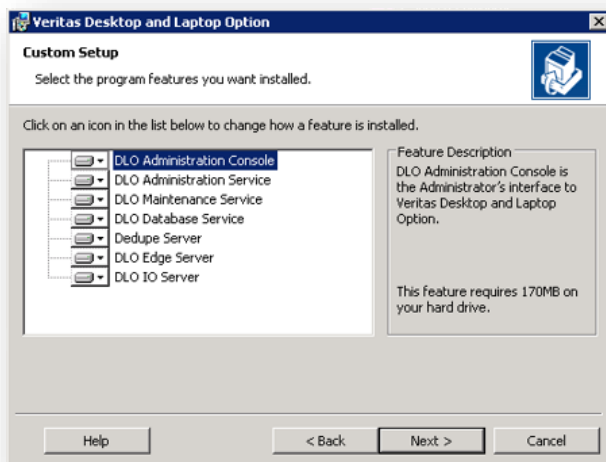 Veritas Desktop and Laptop Option
Custom Setup
Select the program features you want installed.
Click on an icon in the list below to change how a feature is installed.
DLO Administration Console
DLO Administration Service
DLO Maintenance Service
DLO Database Service
Dedupe Server
DLO Edge Server
DLO IO Server
Feature Description
DLO Administration Console is
the Administrator's interface to
Veritas Desktop and Laptop
Option.
This feature requires 170MB on
your hard drive.
Help
< Back
Next >
Cancel